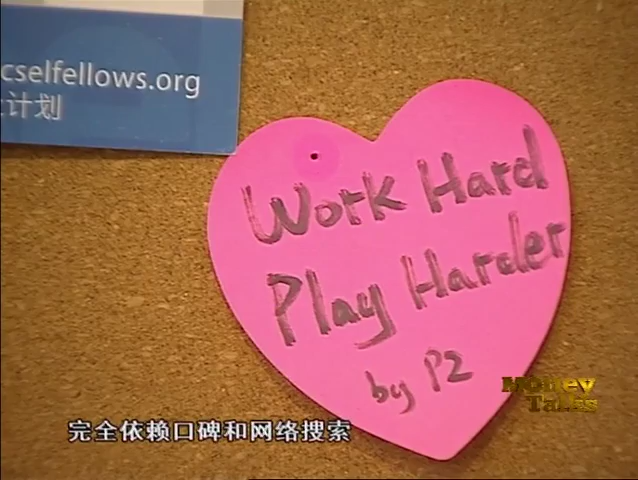 cselfellows.org
计划
Work Hard
Play Harder
by P2
Money
Talks
完全依赖口碑和网络搜索